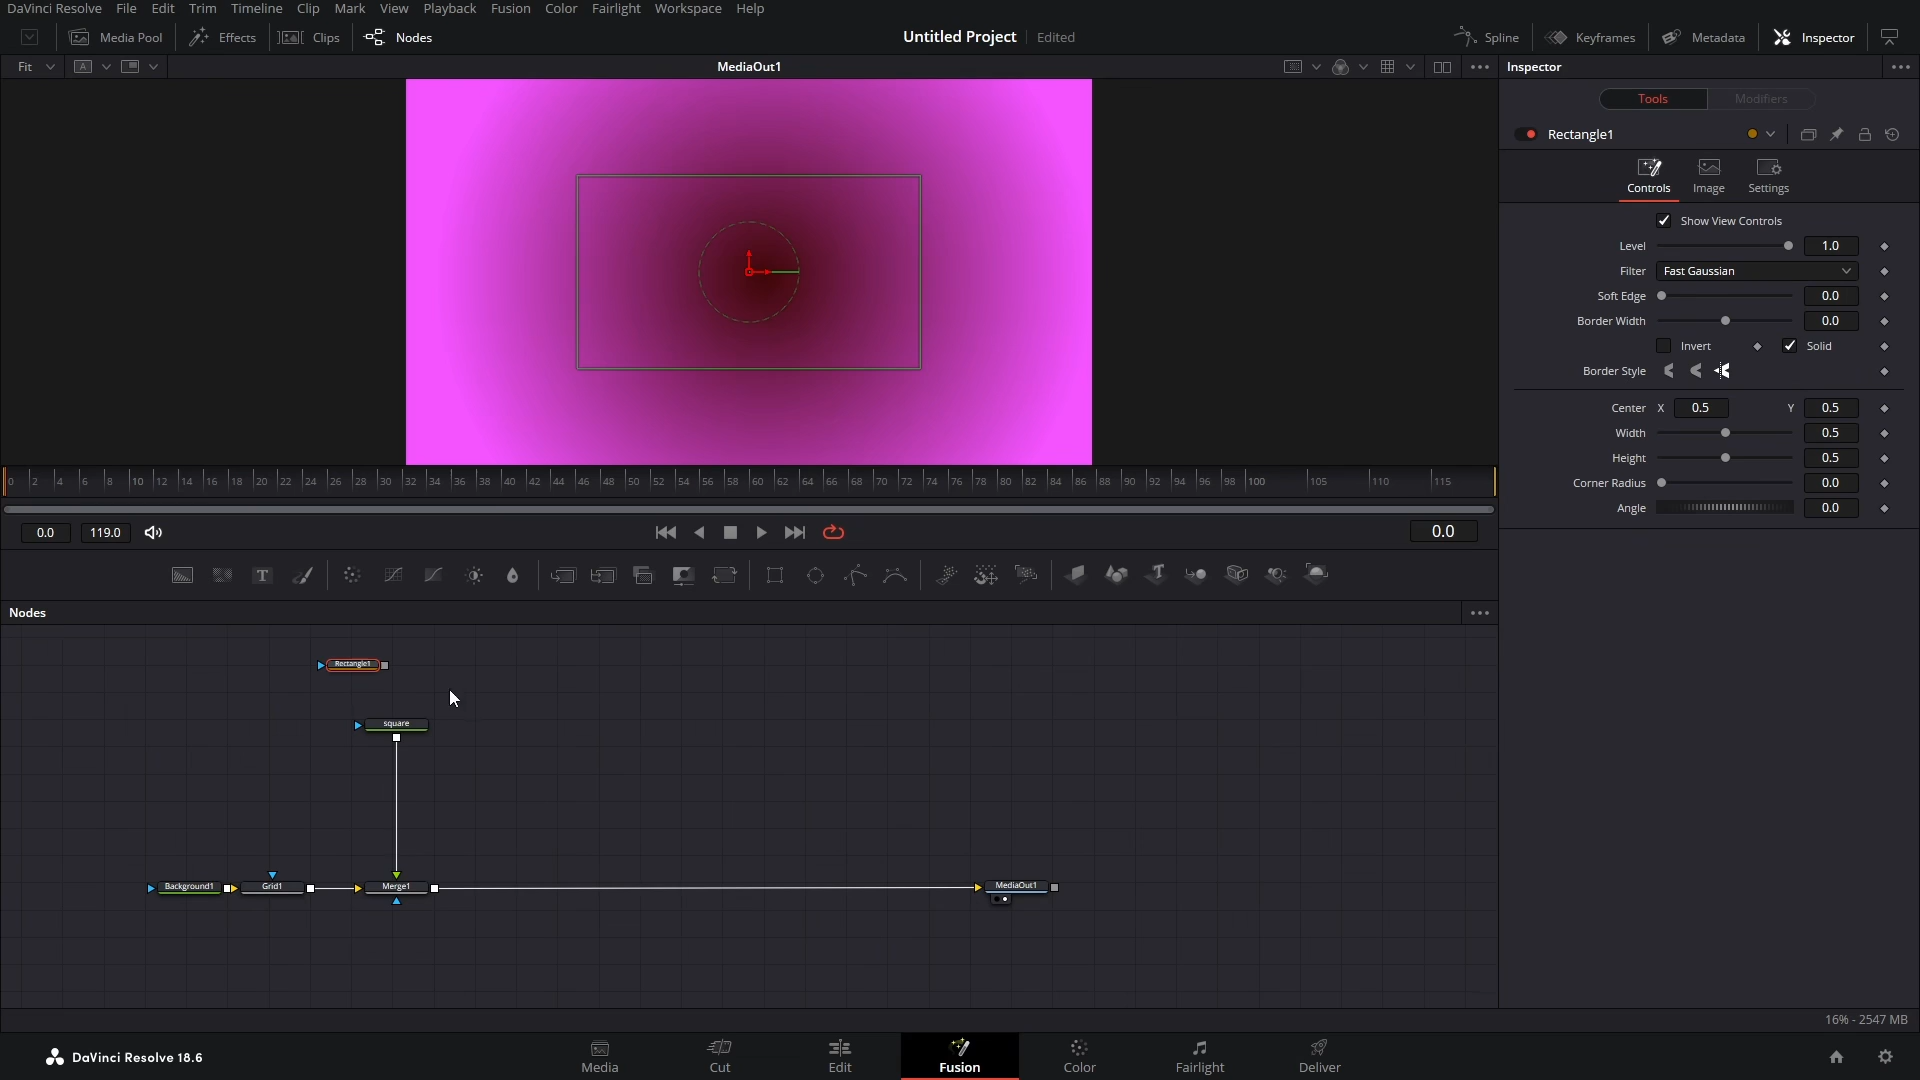 DaVinci Resolve File Edit Trim Timeline Clip Mark View Playback Fusion Color Fairlight Workspace Help
Media Pool Effects Clips Nodes Untitled Project Edited Spline Keyframes Metadata Inspector
Fit A MediaOut1 Inspector
Tools Modifiers
Rectangle1
Controls Image Settings
Show View Controls
Level 1.0
Filter Fast Gaussian
Soft Edge 0.0
Border Width 0.0
Invert Solid
Border Style
Center X 0.5 Y 0.5
Width 0.5
Height 0.5
Corner Radius 0.0
Angle 0.0
0 2 4 6 8 10 12 14 16 18 20 22 24 26 28 30 32 34 36 38 40 42 44 46 48 50 52 54 56 58 60 62 64 66 68 70 72 74 76 78 80 82 84 86 88 90 92 94 96 98 100 105 110 115
0.0 119.0 0.0
T T
Nodes
Rectangle1
square
Background1 Grid1 Merge1 MediaOut1
16% - 2547 MB
DaVinci Resolve 18.6 Media Cut Edit Fusion Color Fairlight Deliver